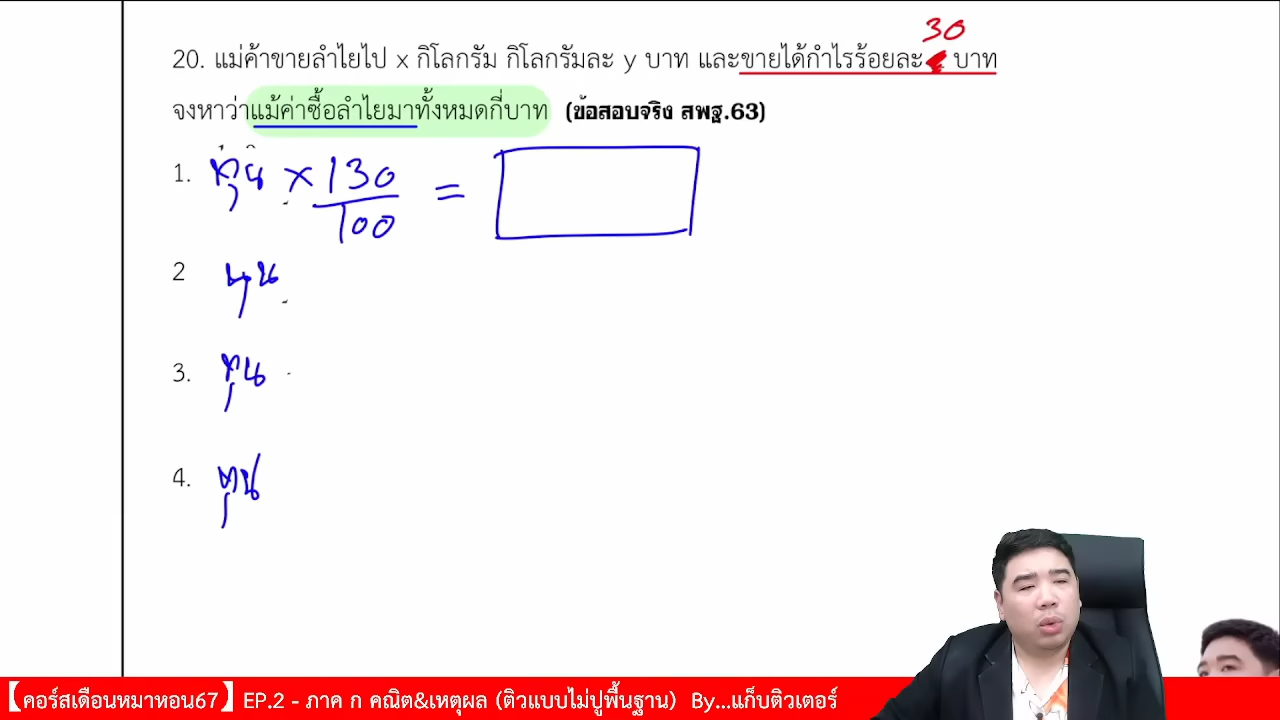 30
20. แม่ค้าขายลำไยไป x กิโลกรัม กิโลกรัมละ y บาท และขายได้กำไรร้อยละ บาท
จงหาว่าแม้ค่าซื้อลำไยมาทั้งหมดกี่บาท (ข้อสอบจริง สพฐ.63)
1. ทุน × 130/100 =
2 ทุน
3. ทุน
4. ทุน
【คอร์สเดือนหมาหอน67】 EP.2 - ภาค ก คณิต&เหตุผล (ติวแบบไม่ปูพื้นฐาน) By...แก็บติวเตอร์